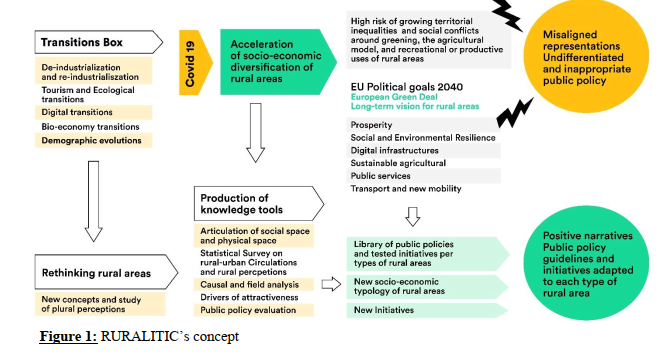 Transitions Box
De-industrialization
and re-industrialiszation
Tourism and Ecological
transitions
Digital transitions
Bio-economy transitions
Demographic evolutions
Covid 19
Acceleration
of socio-economic
diversification of
rural areas
High risk of growing territorial
inequalities and social conflicts
around greening, the agricultural
model, and recreational or productive
uses of rural areas
Misaligned
representations
Undifferentiated
and inappropriate
public policy
EU Political goals 2040
European Green Deal
Long-term vision for rural areas
Prosperity
Social and Environmental Resilience
Digital infrastructures
Sustainable agricultural
Public services
Transport and new mobility
Rethinking rural areas
New concepts and study
of plural perceptions
Production of
knowledge tools
Articulation of social space
and physical space
Statistical Survey on
rural-urban Circulations
and rural percpetions
Causal and field analysis
Drivers of attractiveness
Public policy evaluation
Library of public policies
and tested initiatives per
types of rural areas
New socio-economic
typology of rural areas
New Initiatives
Positive narratives
Public policy
guidelines and
initiatives adapted
to each type of
rural area
Figure 1: RURALITIC's concept